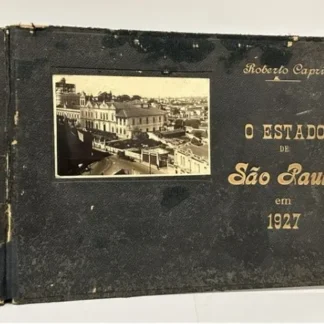 Roberto Capri
O ESTADO
DE
São Paul
em
1927